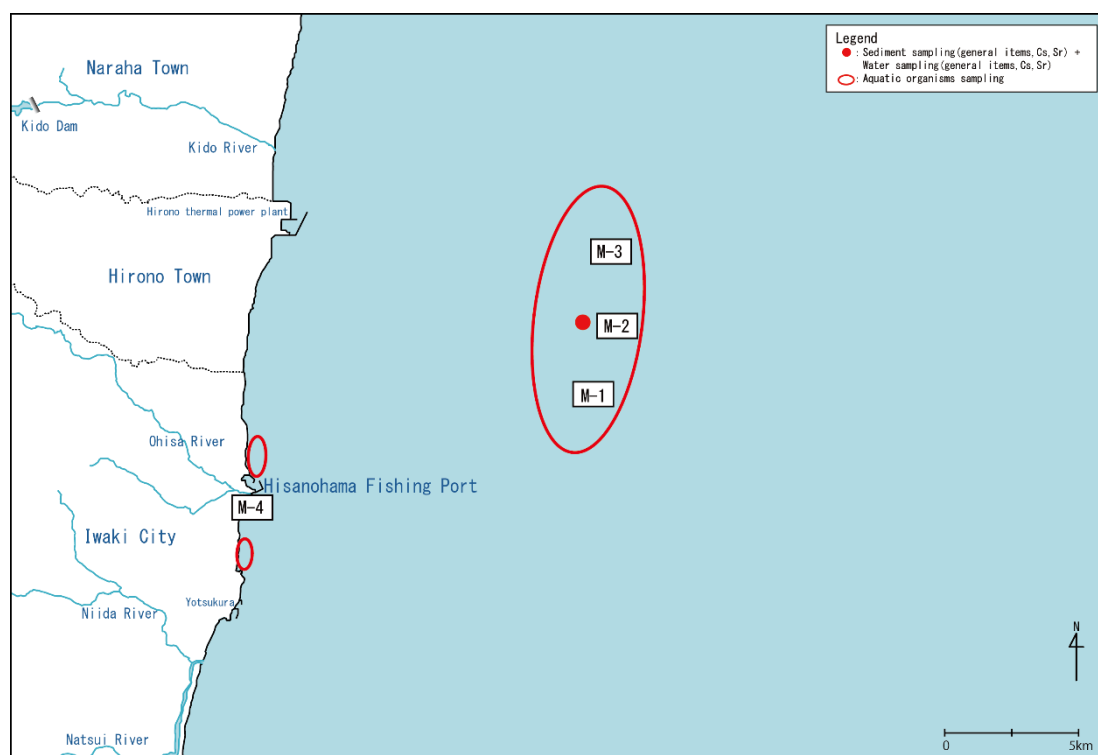 Legend
: Sediment sampling(general items,Cs,Sr) +
Water sampling(general items,Cs,Sr)
: Aquatic organisms sampling
Naraha Town
Kido Dam
Kido River
Hirono thermal power plant
Hirono Town
M-3
M-2
M-1
Ohisa River
Hisanohama Fishing Port
M-4
Iwaki City
Yotsukura
Niida River
Natsui River
N
0
5km